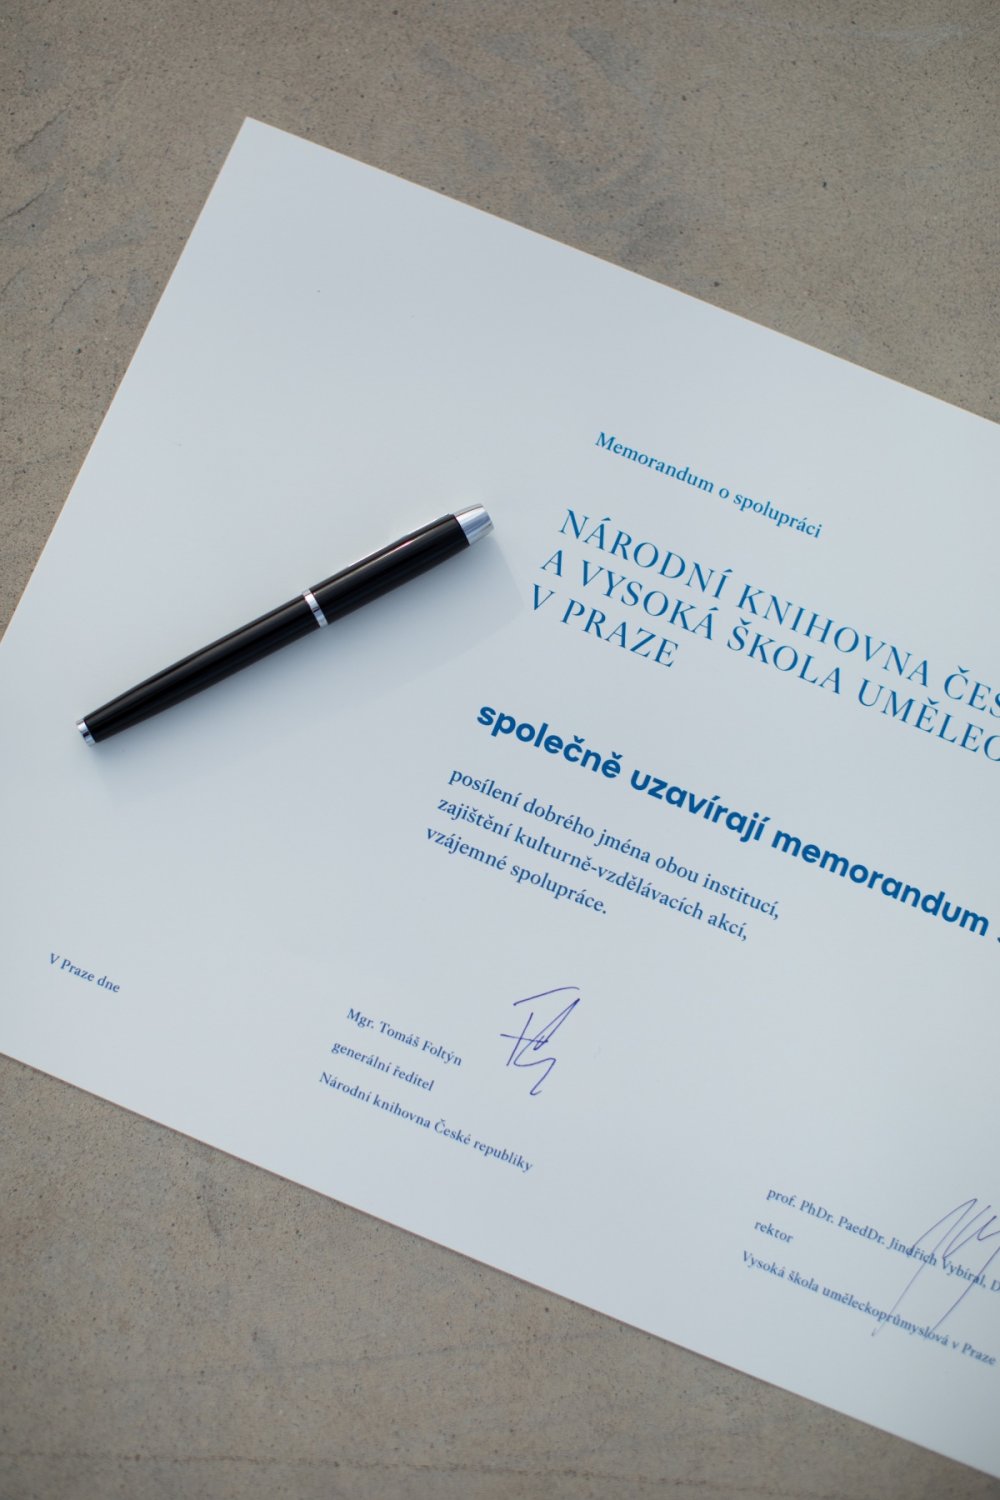 Memorandum o spolupráci
NÁRODNÍ KNIHOVNA
A VYSOKÁ ŠKOLA
V PRAZE
společně uzavírají memorandum
posílení dobrého jména obou institucí,
zajištění kulturně-vzdělávacích akcí,
vzájemné spolupráce.
V Praze dne
Mgr. Tomáš Foltýn
generální ředitel
Národní knihovna České republiky
prof. PhDr. PaedDr. Jindřich Vybíral,
rektor
Vysoká škola uměleckoprůmyslová v Praze